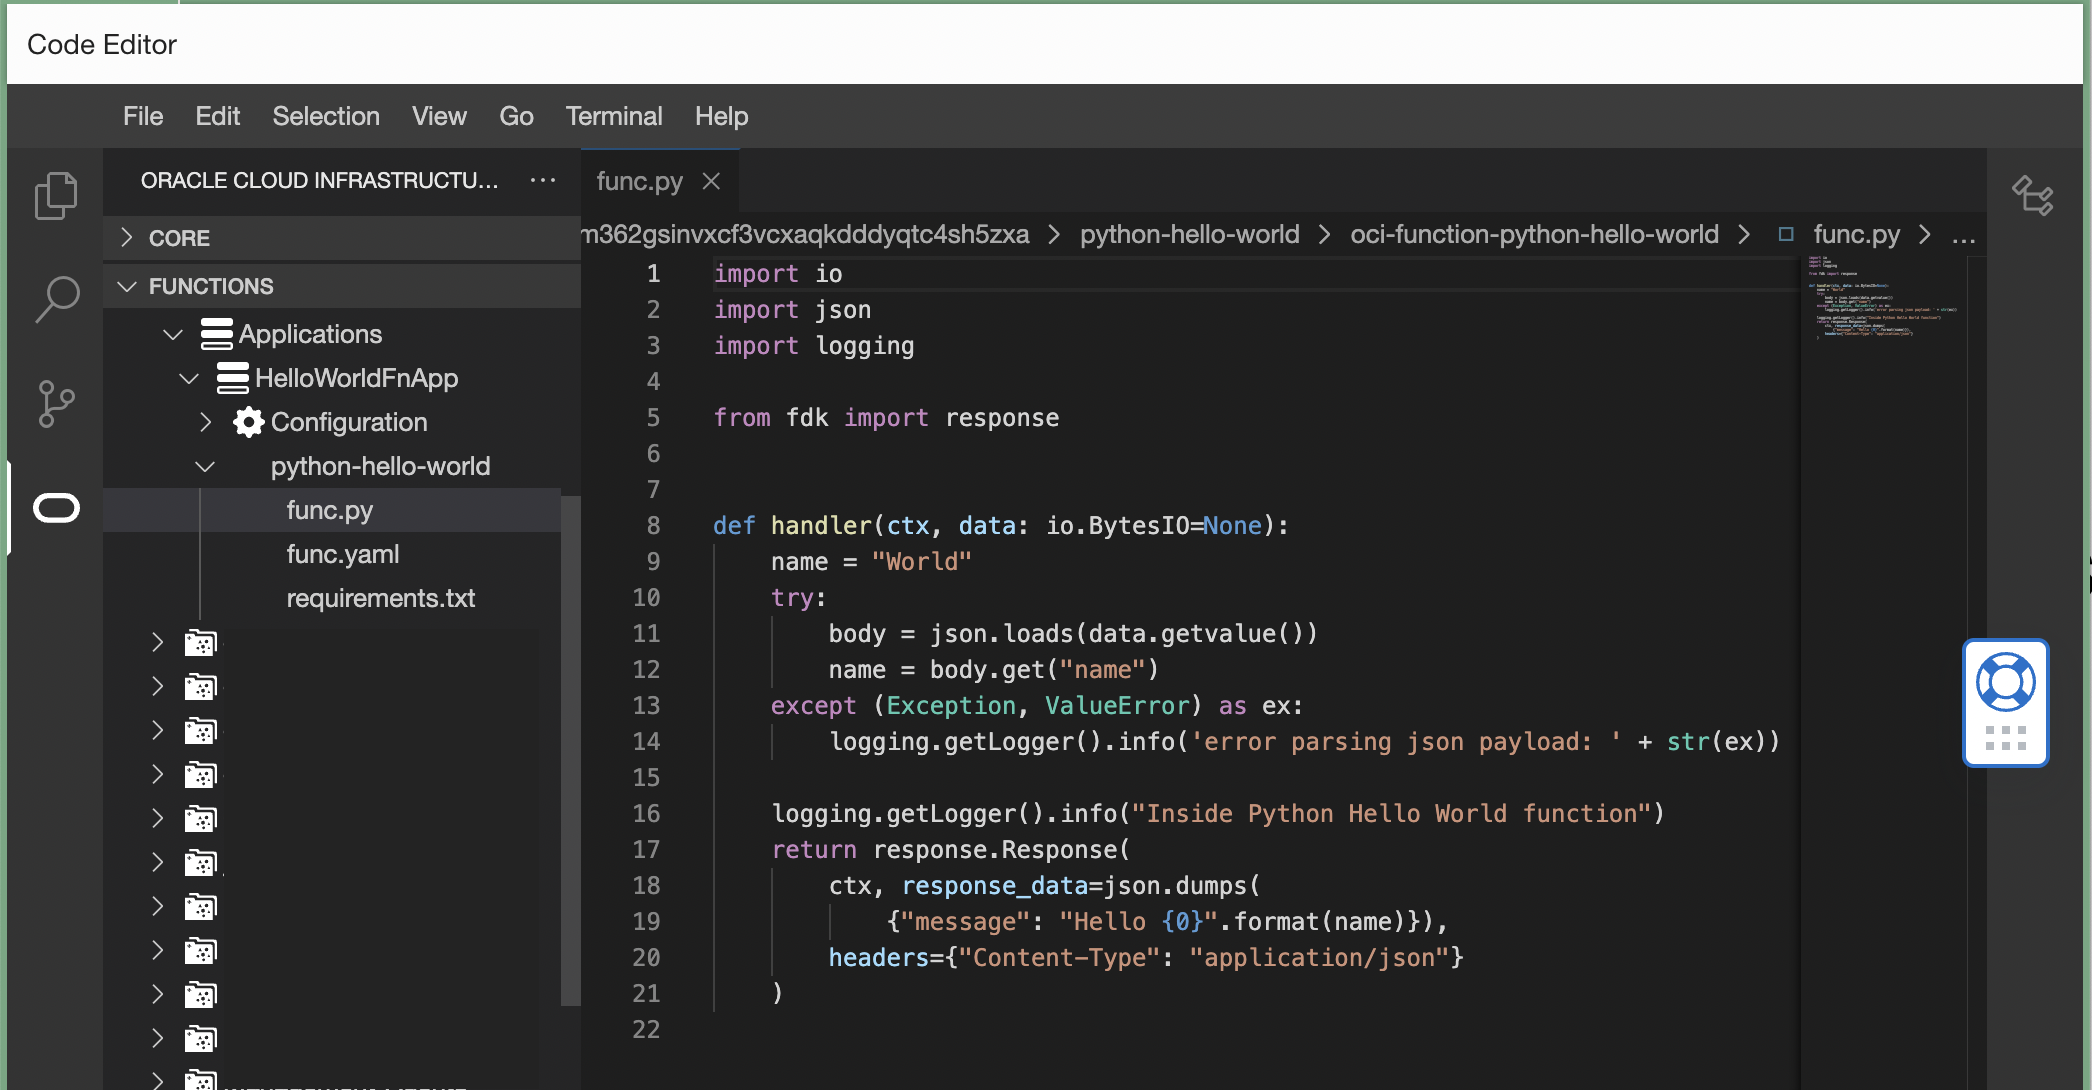 Code Editor
File Edit Selection View Go Terminal Help
ORACLE CLOUD INFRASTRUCTU... ...
CORE
FUNCTIONS
Applications
HelloWorldFnApp
Configuration
python-hello-world
func.py
func.yaml
requirements.txt
func.py
m362gsinvxcf3vcxaqkdddyqtc4sh5zxa > python-hello-world > oci-function-python-hello-world > func.py > ...
1 import io
2 import json
3 import logging
4
5 from fdk import response
6
7
8 def handler(ctx, data: io.BytesIO=None):
9     name = "World"
10     try:
11         body = json.loads(data.getvalue())
12         name = body.get("name")
13     except (Exception, ValueError) as ex:
14         logging.getLogger().info('error parsing json payload: ' + str(ex))
15
16     logging.getLogger().info("Inside Python Hello World function")
17     return response.Response(
18         ctx, response_data=json.dumps(
19             {"message": "Hello {0}".format(name)}),
20         headers={"Content-Type": "application/json"}
21     )
22